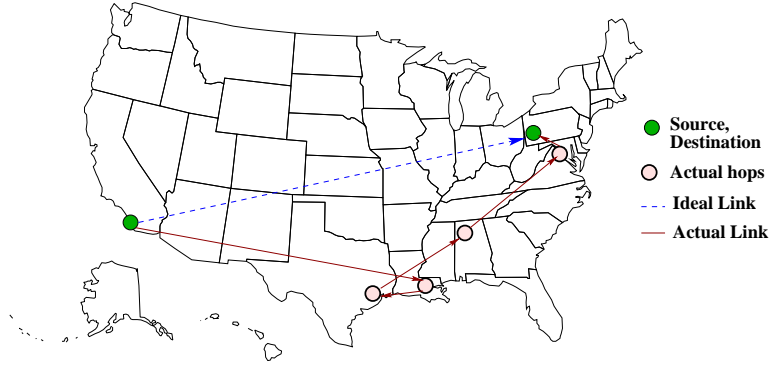 Source,
Destination
Actual hops
Ideal Link
Actual Link